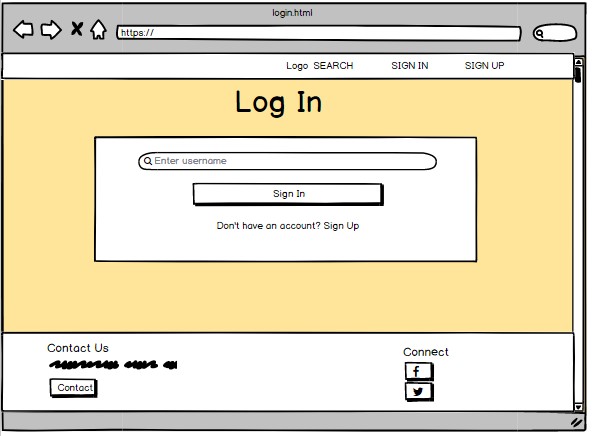 login.html
https://
Logo SEARCH SIGN IN SIGN UP
Log In
Enter username
Sign In
Don't have an account? Sign Up
Contact Us
Contact
Connect